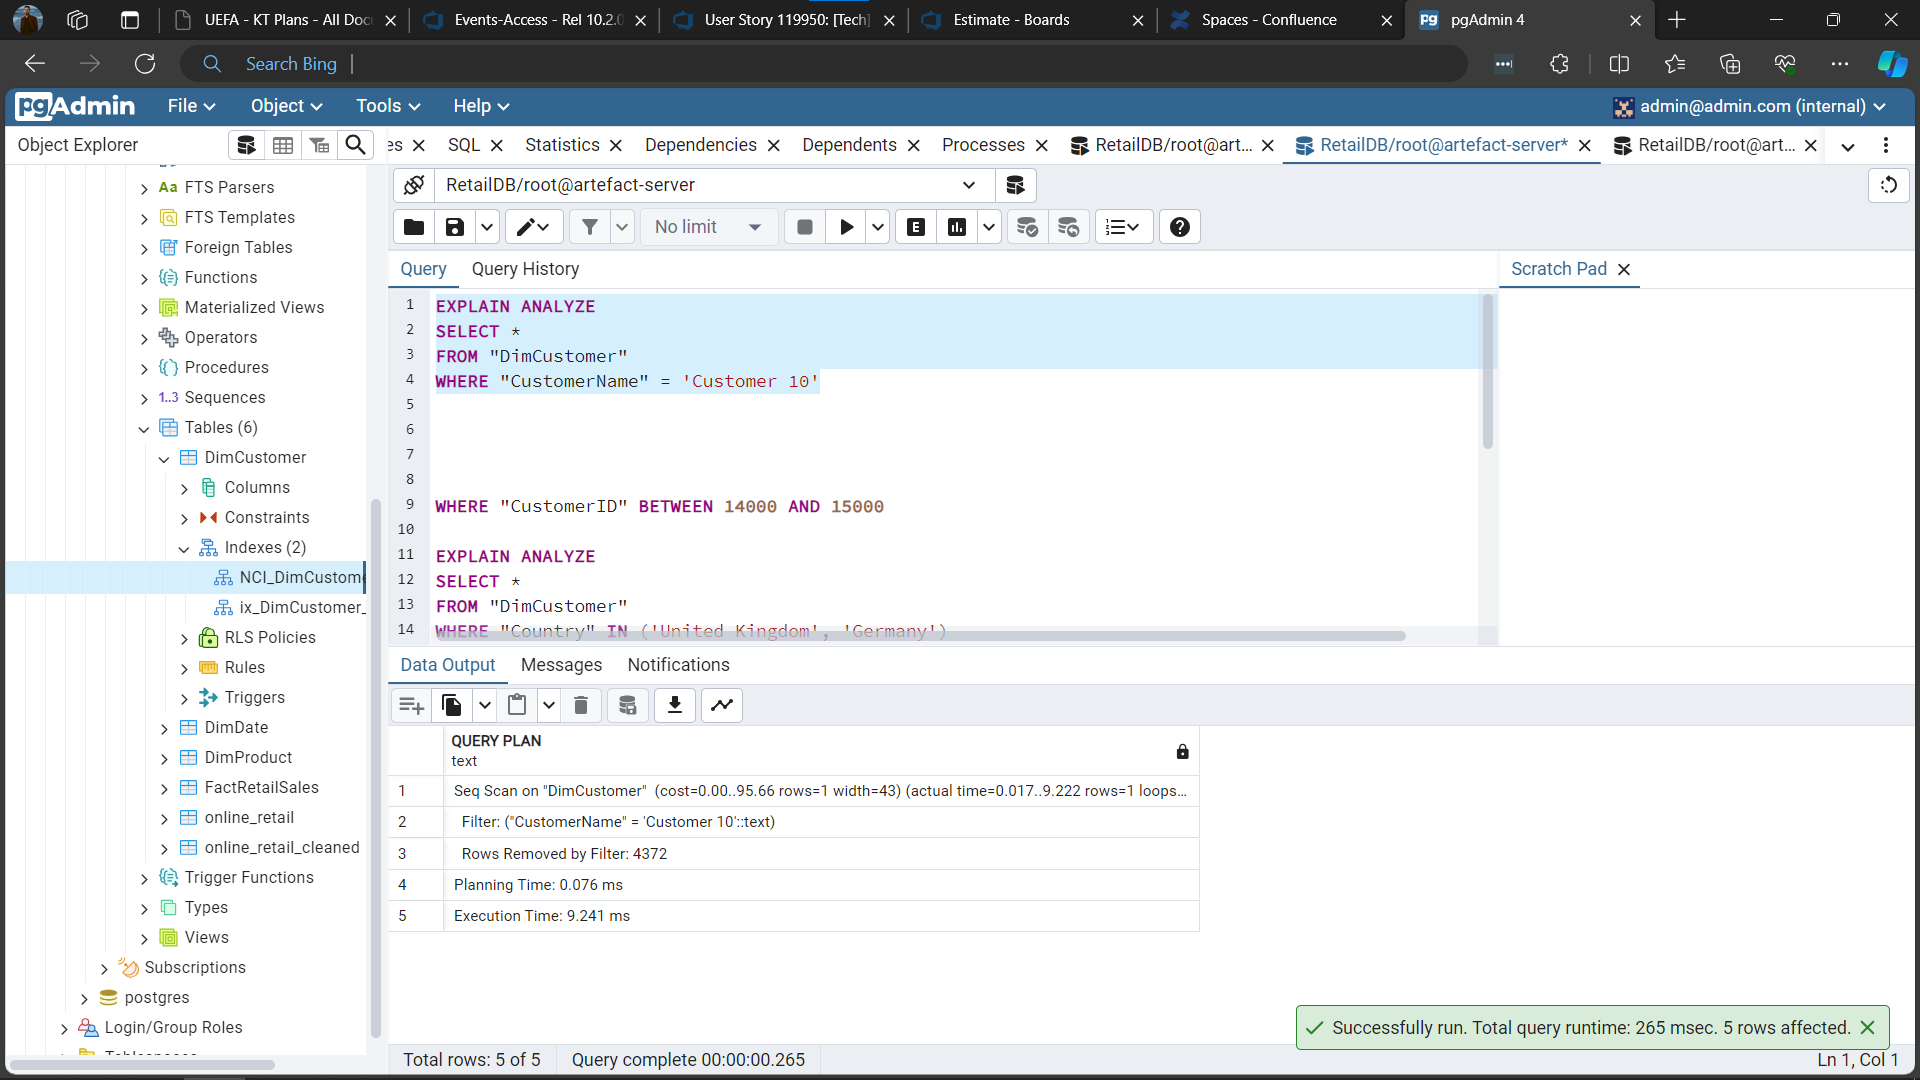 UEFA - KT Plans - All Doc
Events-Access - Rel 10.2.0
User Story 119950: [Tech]
Estimate - Boards
Spaces - Confluence
pgAdmin 4
Search Bing
pgAdmin
File
Object
Tools
Help
admin@admin.com (internal)
Object Explorer
es
SQL
Statistics
Dependencies
Dependents
Processes
RetailDB/root@art...
RetailDB/root@artefact-server*
RetailDB/root@art...
FTS Parsers
FTS Templates
Foreign Tables
Functions
Materialized Views
Operators
Procedures
1..3 Sequences
Tables (6)
DimCustomer
Columns
Constraints
Indexes (2)
NCI_DimCustome
ix_DimCustomer_
RLS Policies
Rules
Triggers
DimDate
DimProduct
FactRetailSales
online_retail
online_retail_cleaned
Trigger Functions
Types
Views
Subscriptions
postgres
Login/Group Roles
RetailDB/root@artefact-server
No limit
E
Query
Query History
Scratch Pad
1 EXPLAIN ANALYZE
2 SELECT *
3 FROM "DimCustomer"
4 WHERE "CustomerName" = 'Customer 10'
5
6
7
8
9 WHERE "CustomerID" BETWEEN 14000 AND 15000
10
11 EXPLAIN ANALYZE
12 SELECT *
13 FROM "DimCustomer"
14 WHERE "Country" IN ('United Kingdom', 'Germany')
Data Output
Messages
Notifications
QUERY PLAN
text
1 Seq Scan on "DimCustomer" (cost=0.00..95.66 rows=1 width=43) (actual time=0.017..9.222 rows=1 loops...
2 Filter: ("CustomerName" = 'Customer 10'::text)
3 Rows Removed by Filter: 4372
4 Planning Time: 0.076 ms
5 Execution Time: 9.241 ms
Successfully run. Total query runtime: 265 msec. 5 rows affected.
Total rows: 5 of 5
Query complete 00:00:00.265
Ln 1, Col 1